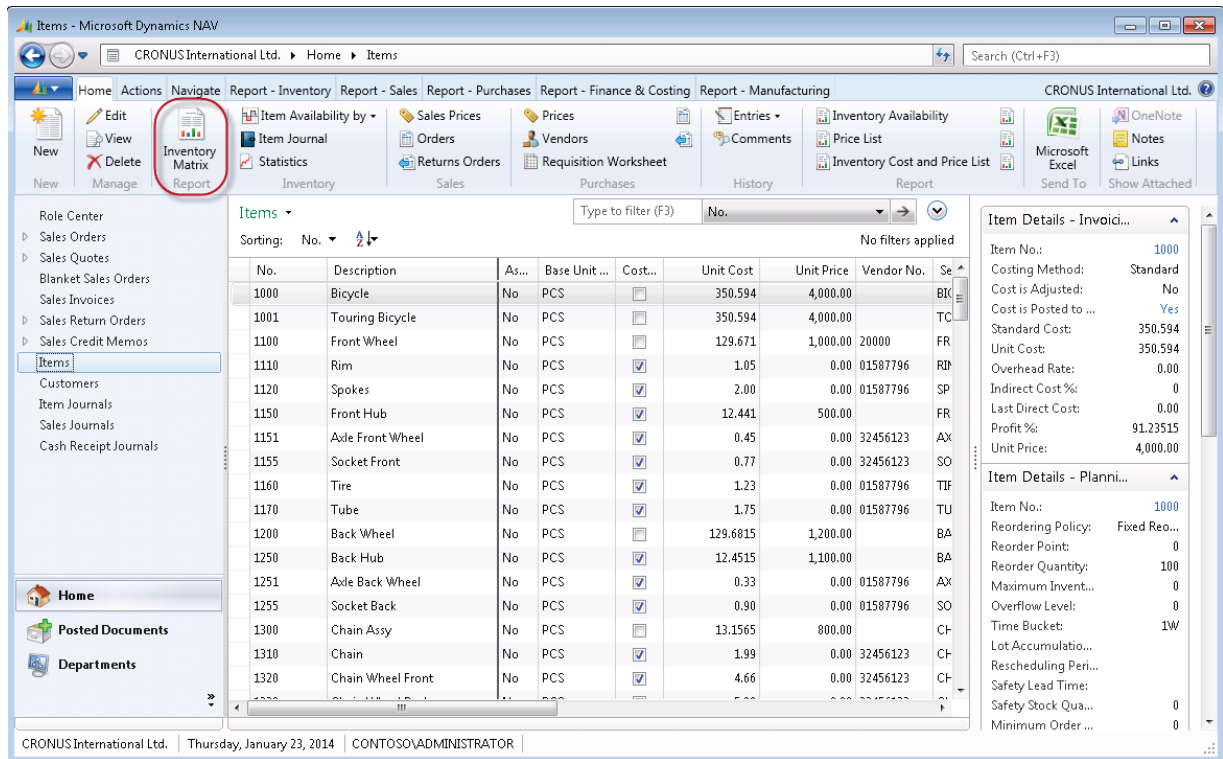 Items - Microsoft Dynamics NAV
CRONUS International Ltd. Home Items
Search (Ctrl+F3)
Home Actions Navigate Report - Inventory Report - Sales Report - Purchases Report - Finance & Costing Report - Manufacturing CRONUS International Ltd.
New
Edit
View
Delete
Inventory Matrix
Item Availability by
Item Journal
Statistics
Sales Prices
Orders
Returns Orders
Prices
Vendors
Requisition Worksheet
Entries
Comments
Inventory Availability
Price List
Inventory Cost and Price List
Microsoft Excel
OneNote
Notes
Links
New Manage Report Inventory Sales Purchases History Report Send To Show Attached
Role Center
Sales Orders
Sales Quotes
Blanket Sales Orders
Sales Invoices
Sales Return Orders
Sales Credit Memos
Items
Customers
Item Journals
Sales Journals
Cash Receipt Journals
Home
Posted Documents
Departments
Items
Type to filter (F3) No.
Sorting: No. No filters applied
No. Description As... Base Unit ... Cost... Unit Cost Unit Price Vendor No. Se
1000 Bicycle No PCS 350.594 4,000.00
1001 Touring Bicycle No PCS 350.594 4,000.00 TC
1100 Front Wheel No PCS 129.671 1,000.00 20000 FR
1110 Rim No PCS 1.05 0.00 01587796
1120 Spokes No PCS 2.00 0.00 01587796 SP
1150 Front Hub No PCS 12.441 500.00 FR
1151 Axle Front Wheel No PCS 0.45 0.00 32456123 AX
1155 Socket Front No PCS 0.77 0.00 32456123 SO
1160 Tire No PCS 1.23 0.00 01587796
1170 Tube No PCS 1.75 0.00 01587796 TU
1200 Back Wheel No PCS 129.6815 1,200.00 BA
1250 Back Hub No PCS 12.4515 1,100.00 BA
1251 Axle Back Wheel No PCS 0.33 0.00 01587796 AX
1255 Socket Back No PCS 0.90 0.00 01587796 SO
1300 Chain Assy No PCS 13.1565 800.00 CH
1310 Chain No PCS 1.99 0.00 32456123 CH
1320 Chain Wheel Front No PCS 4.66 0.00 32456123 CH
Item Details - Invoici...
Item No.: 1000
Costing Method: Standard
Cost is Adjusted: No
Cost is Posted to ... Yes
Standard Cost: 350.594
Unit Cost: 350.594
Overhead Rate: 0.00
Indirect Cost %: 0
Last Direct Cost: 0.00
Profit %: 91.23515
Unit Price: 4,000.00
Item Details - Planni...
Item No.: 1000
Reordering Policy: Fixed Reo...
Reorder Point: 0
Reorder Quantity: 100
Maximum Invent... 0
Overflow Level: 0
Time Bucket: 1W
Lot Accumulatio...
Rescheduling Peri...
Safety Lead Time:
Safety Stock Qua... 0
Minimum Order ... 0
CRONUS International Ltd. Thursday, January 23, 2014 CONTOSO\ADMINISTRATOR